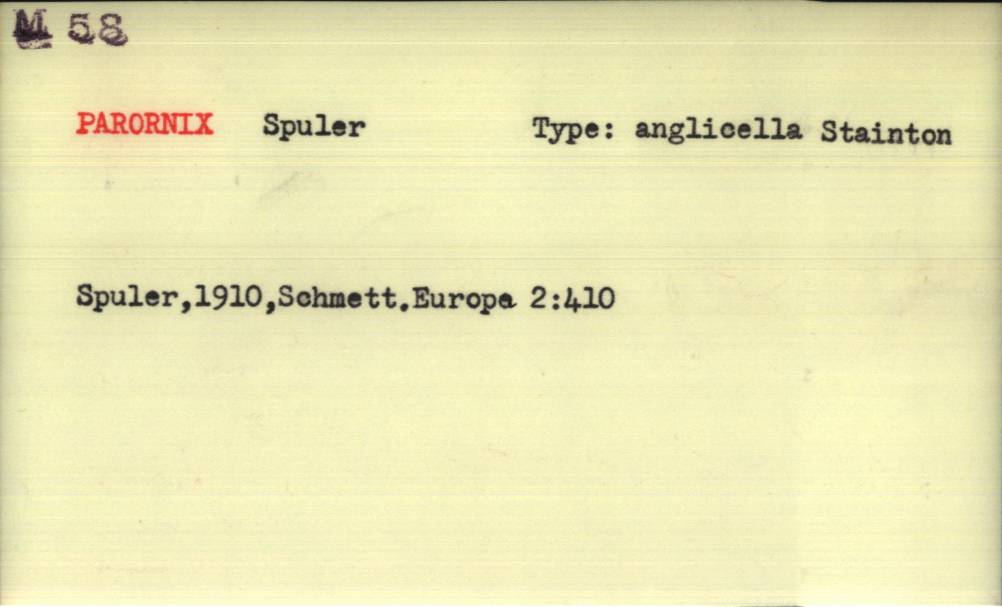 M 58
PARORNIX Spuler Type: anglicella Stainton
Spuler,1910,Schmett.Europa 2:410